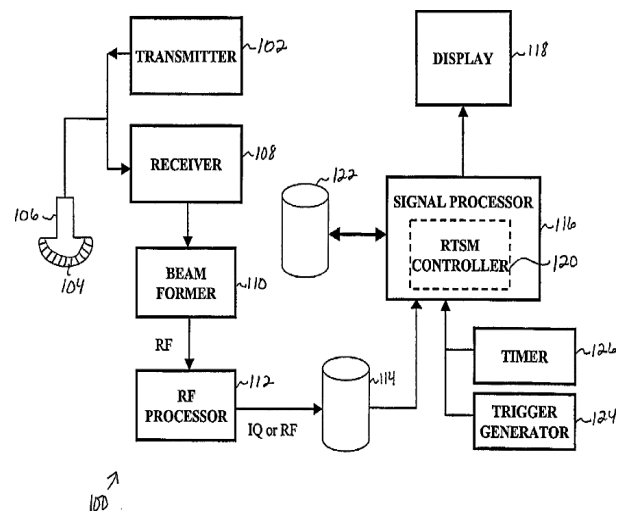 TRANSMITTER
102
DISPLAY
118
RECEIVER
108
122
SIGNAL PROCESSOR
116
106
RTSM
CONTROLLER
120
104
BEAM
FORMER
110
RF
TIMER
126
112
114
RF
PROCESSOR
TRIGGER
GENERATOR
124
IQ or RF
100